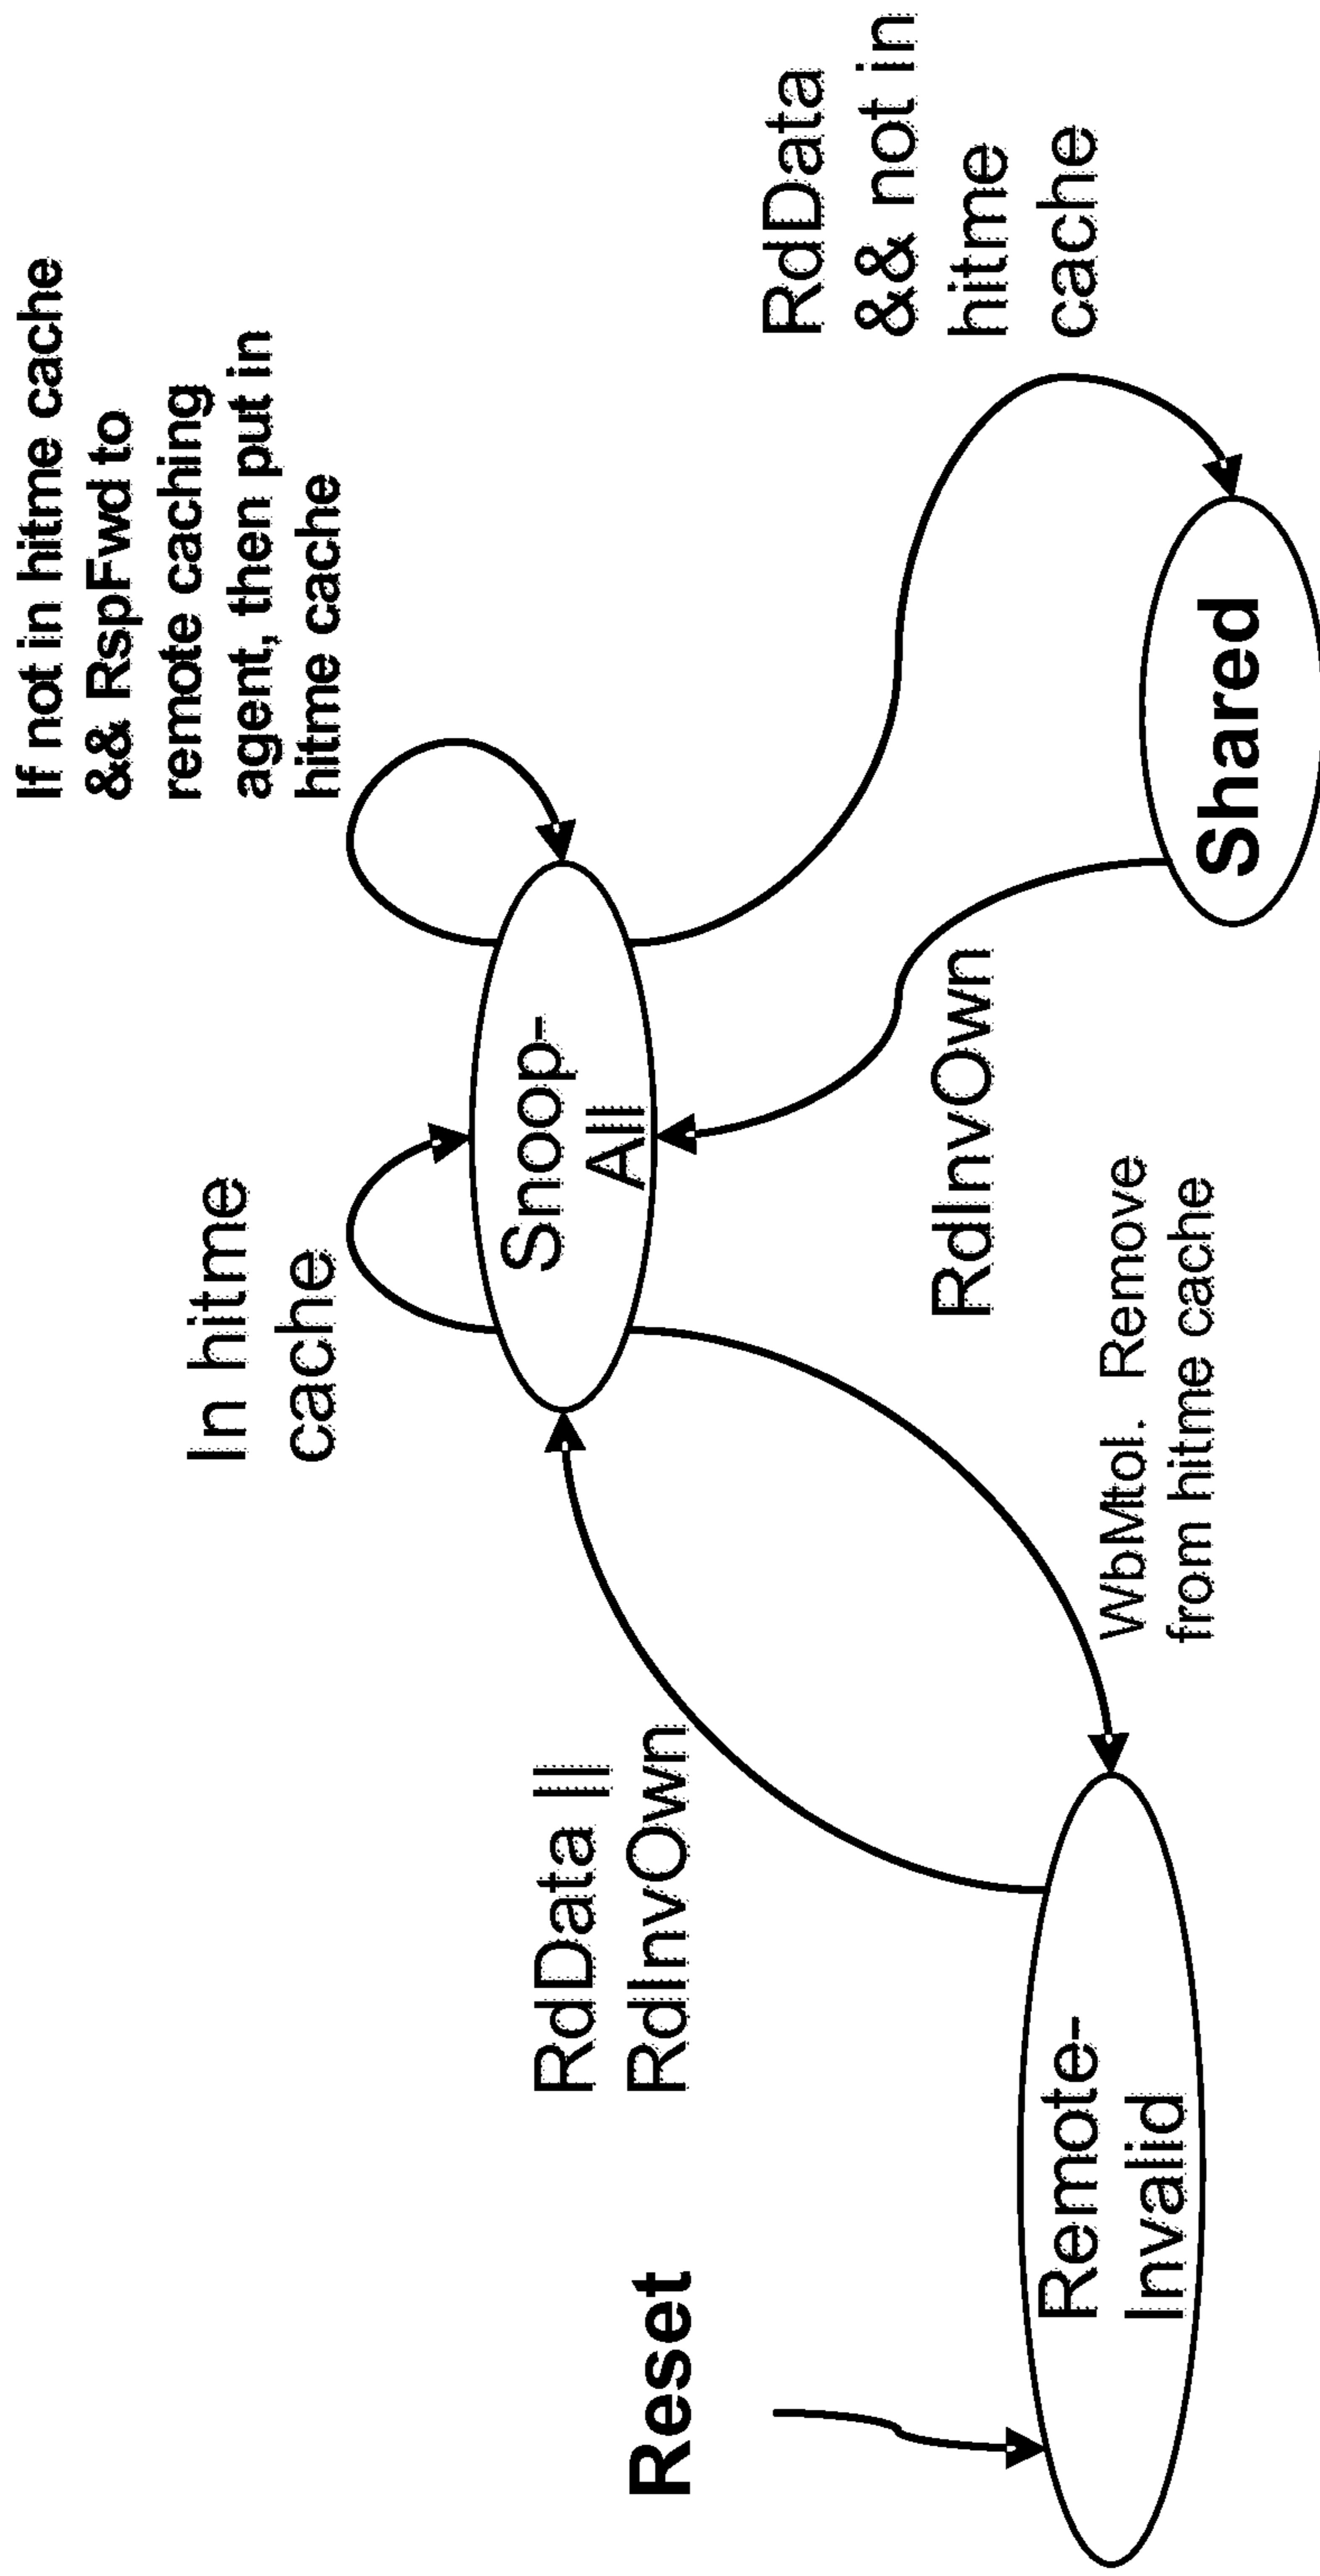 If not in hitme cache
&& RspFwd to
remote caching
agent, then put in
hitme cache
In hitme
cache
RdData
&& not in
hitme
cache
Snoop-
All
RdData ||
RdInvOwn
Reset
RdInvOwn
WbMtoI. Remove
from hitme cache
Shared
Remote-
Invalid